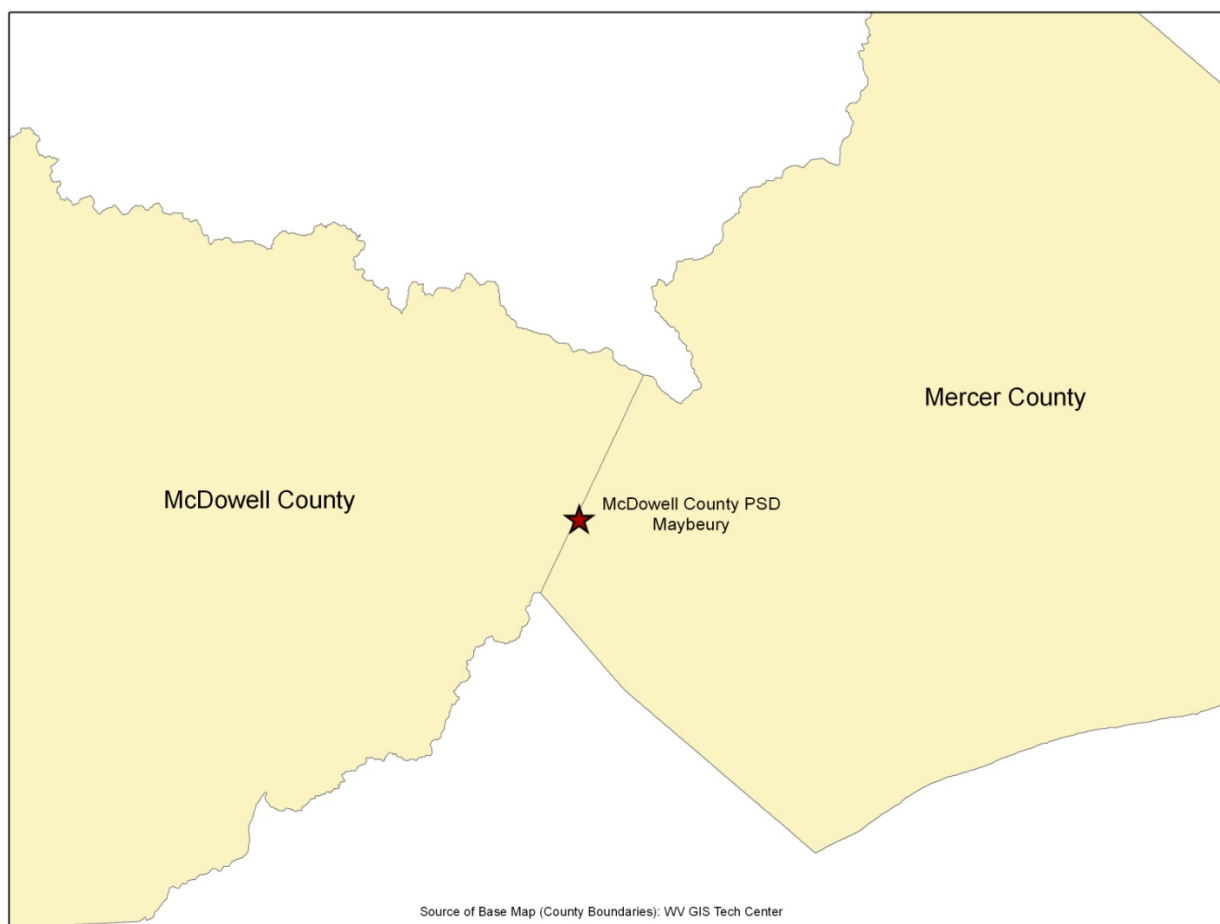 Mercer County
McDowell County
McDowell County PSD
Maybeury
Source of Base Map (County Boundaries): WV GIS Tech Center